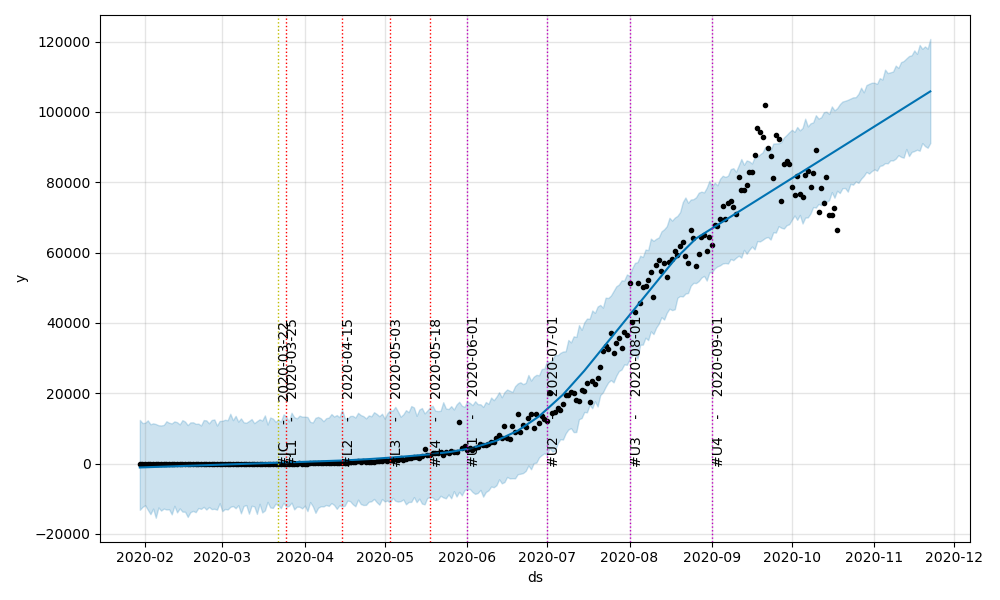 120000
100000
80000
60000
40000
20000
0
−20000
y
#JC - 2020-03-22
#L1 - 2020-03-25
#L2 - 2020-04-15
#L3 - 2020-05-03
#L4 - 2020-05-18
#U1 - 2020-06-01
#U2 - 2020-07-01
#U3 - 2020-08-01
#U4 - 2020-09-01
2020-02
2020-03
2020-04
2020-05
2020-06
2020-07
2020-08
2020-09
2020-10
2020-11
2020-12
ds